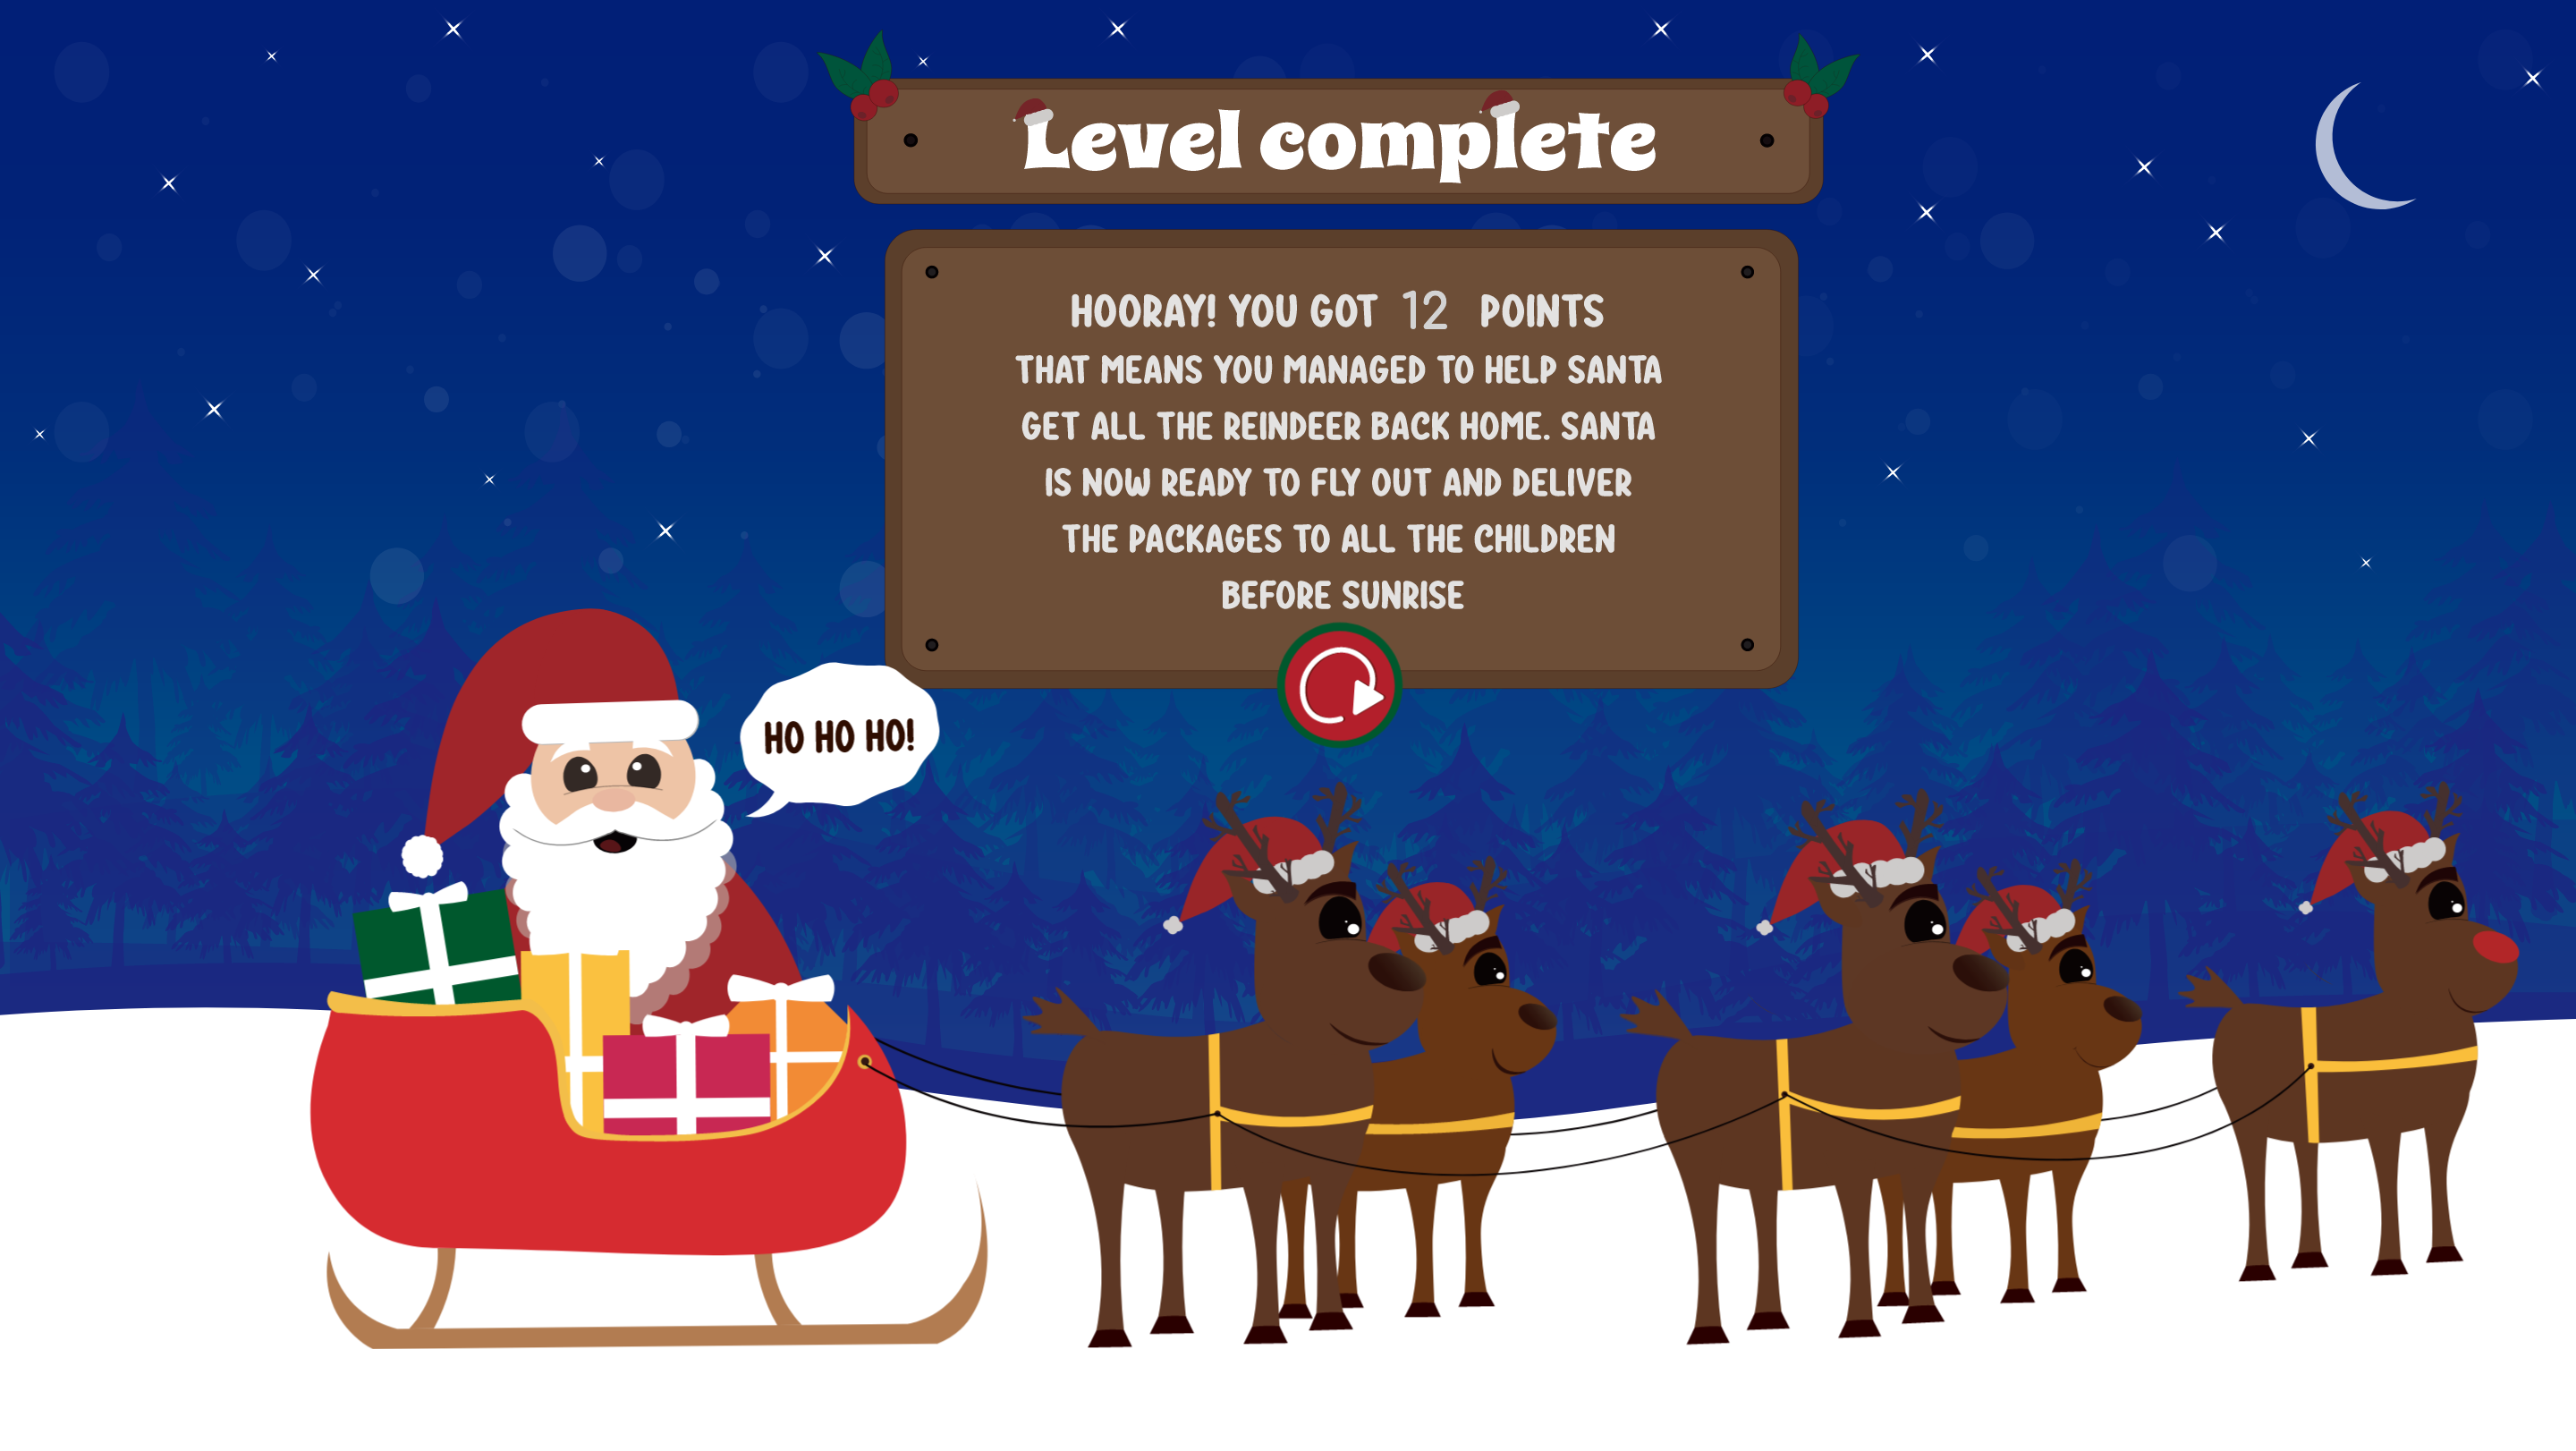 Level complete
HOORAY! YOU GOT 12 POINTS
THAT MEANS YOU MANAGED TO HELP SANTA
GET ALL THE REINDEER BACK HOME. SANTA
IS NOW READY TO FLY OUT AND DELIVER
THE PACKAGES TO ALL THE CHILDREN
BEFORE SUNRISE
HO HO HO!